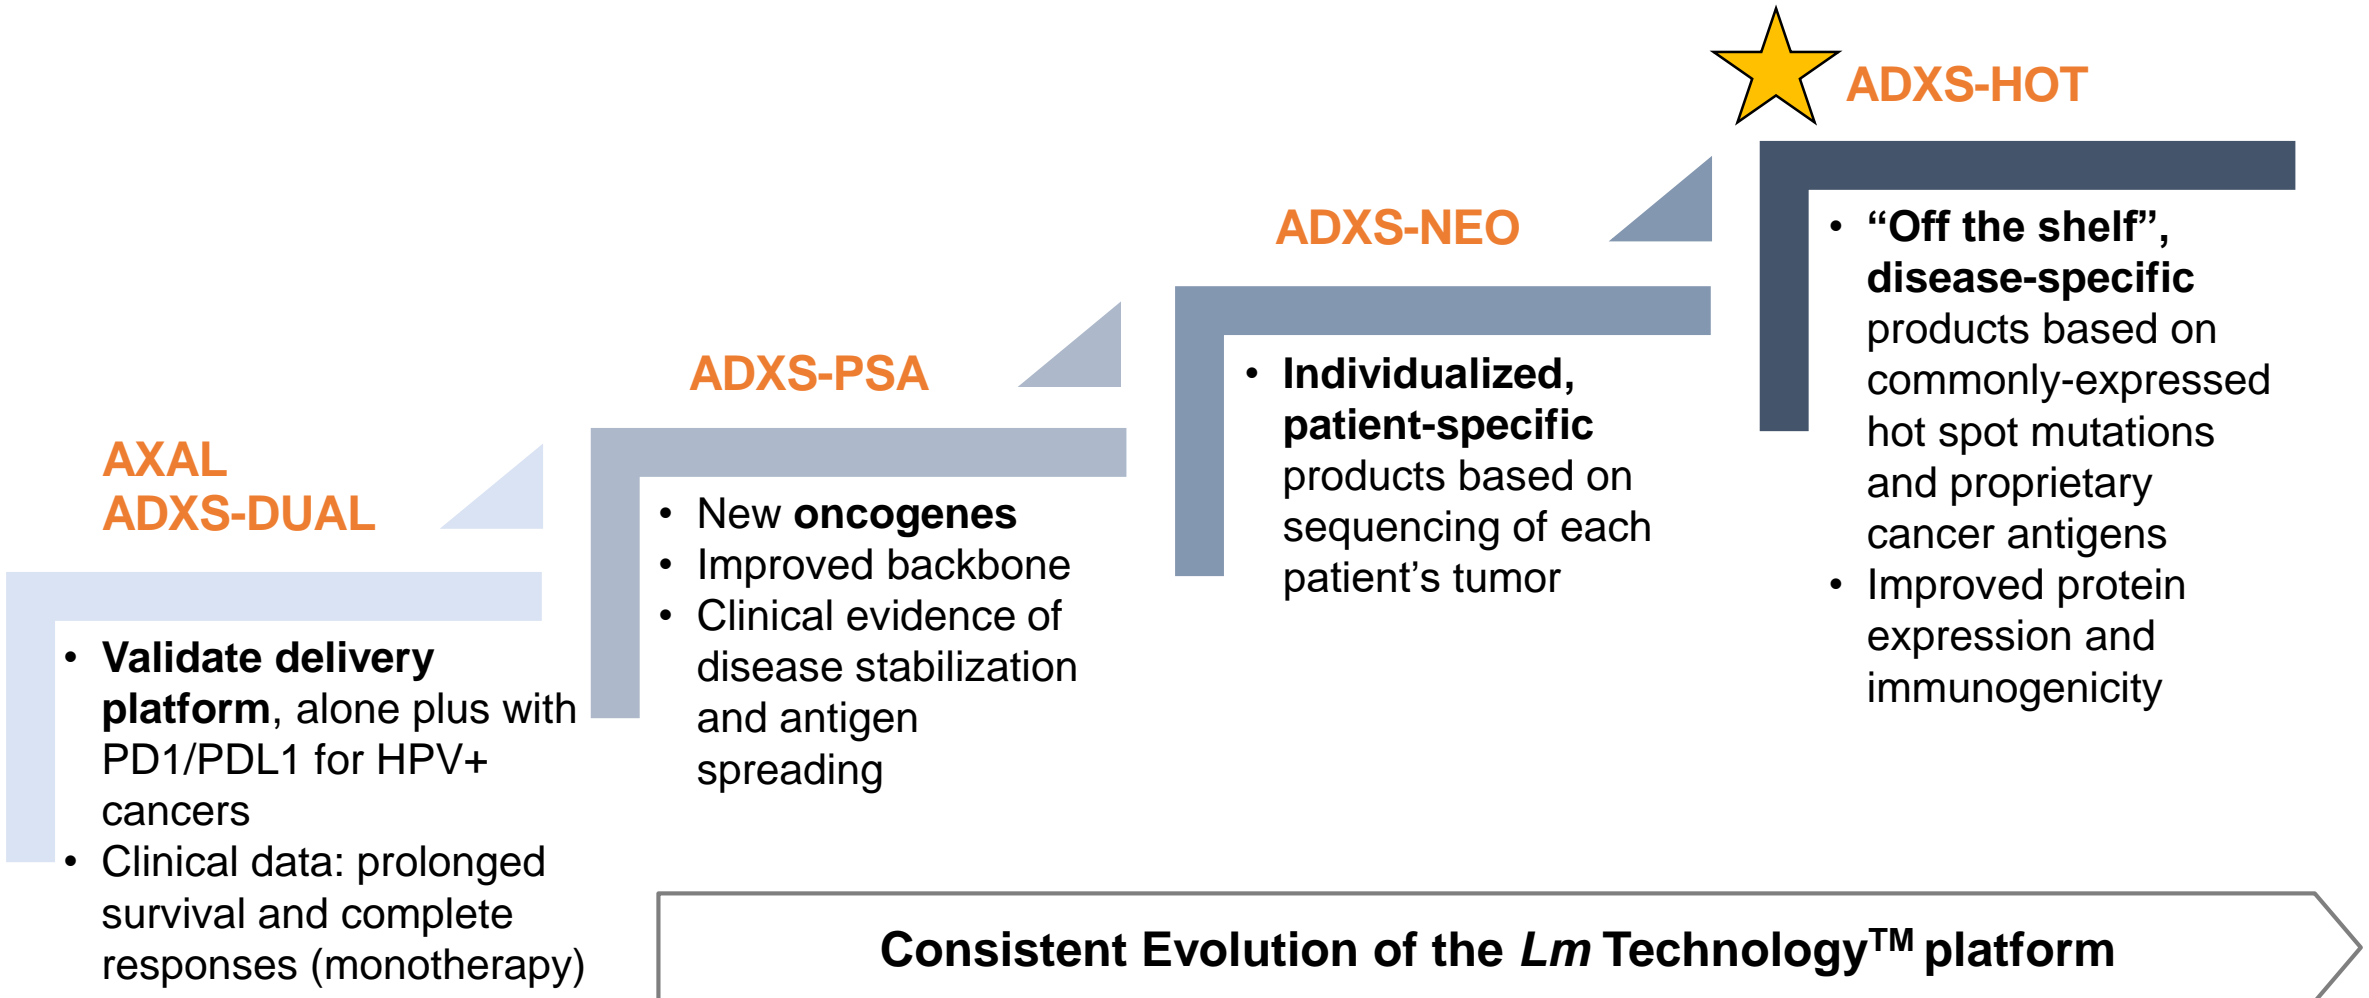 AXAL
ADXS-DUAL
• Validate delivery
platform, alone plus with
PD1/PDL1 for HPV+
cancers
• Clinical data: prolonged
survival and complete
responses (monotherapy)
ADXS-PSA
• New oncogenes
• Improved backbone
• Clinical evidence of
disease stabilization
and antigen
spreading
ADXS-NEO
• Individualized,
patient-specific
products based on
sequencing of each
patient’s tumor
ADXS-HOT
• “Off the shelf”,
disease-specific
products based on
commonly-expressed
hot spot mutations
and proprietary
cancer antigens
• Improved protein
expression and
immunogenicity
Consistent Evolution of the Lm Technology™ platform